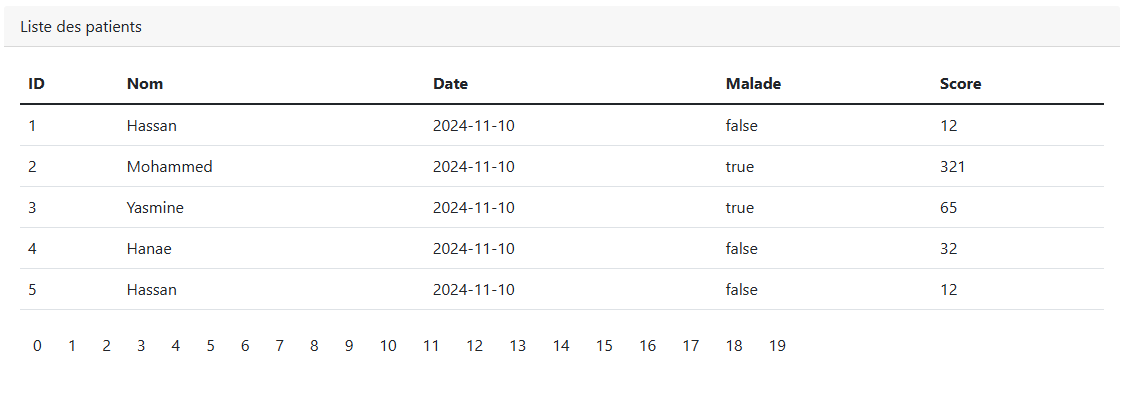 Liste des patients
ID Nom Date Malade Score
1 Hassan 2024-11-10 false 12
2 Mohammed 2024-11-10 true 321
3 Yasmine 2024-11-10 true 65
4 Hanae 2024-11-10 false 32
5 Hassan 2024-11-10 false 12
0 1 2 3 4 5 6 7 8 9 10 11 12 13 14 15 16 17 18 19